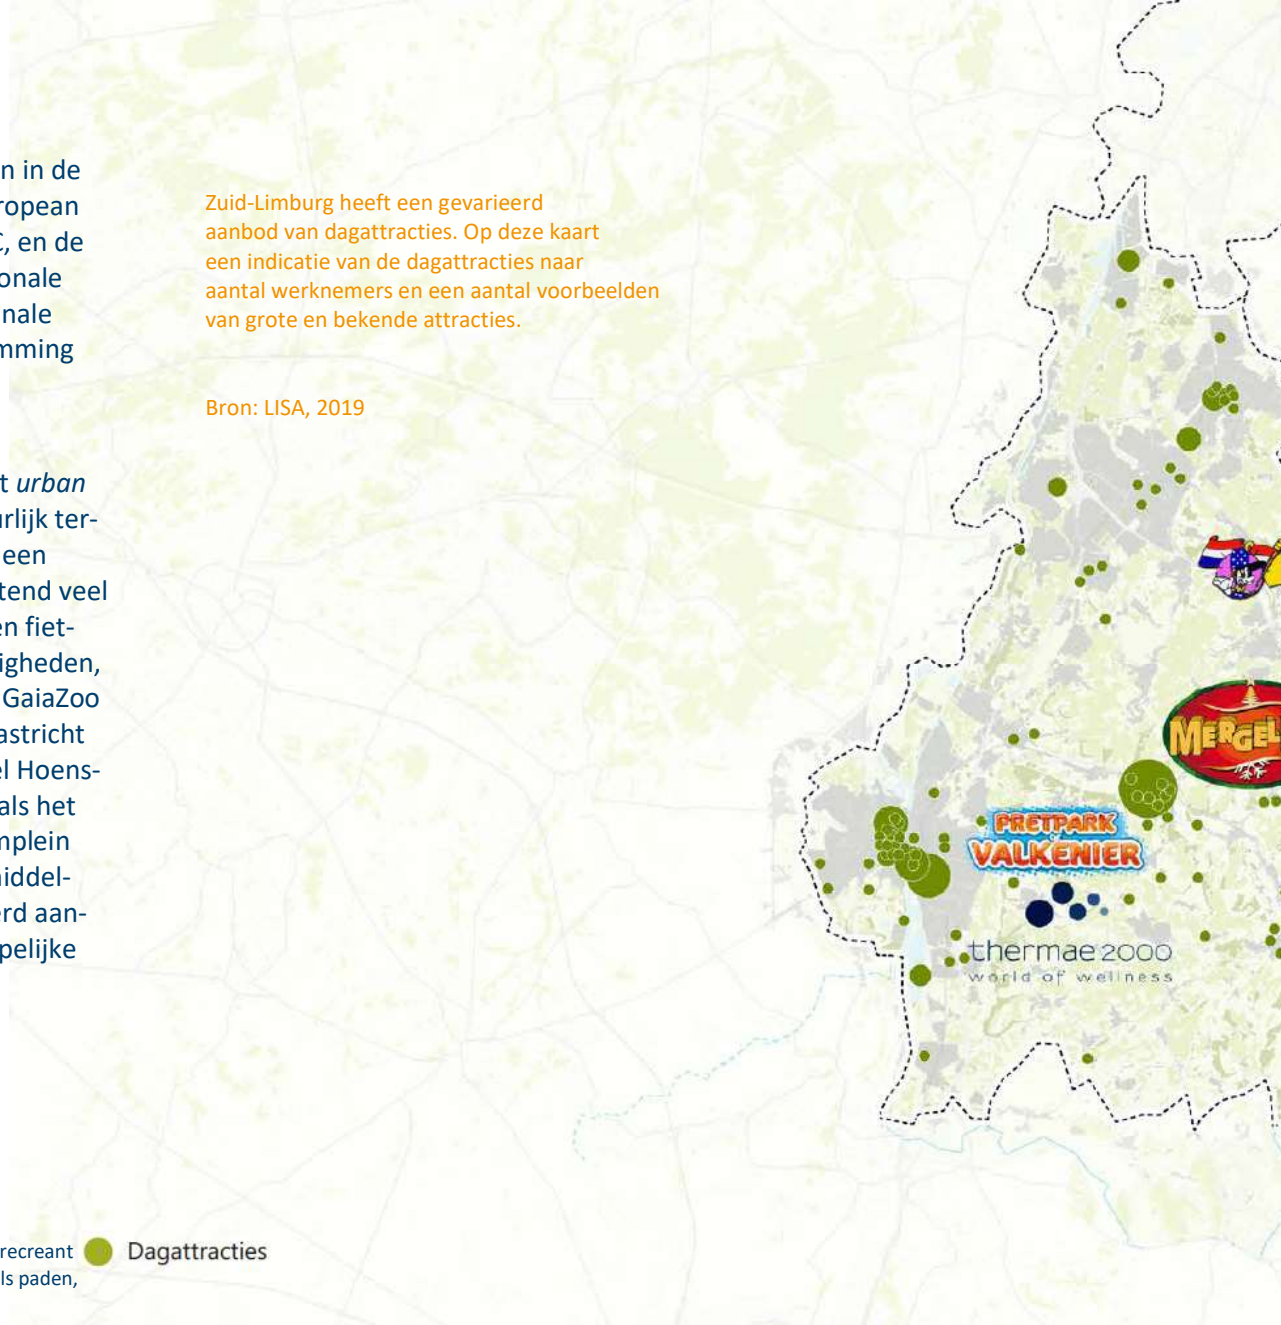 n in de
ropean
C, en de
onale
nale
mming
t urban
urlijk ter-
een
tend veel
en fiet-
igheden,
GaiaZoo
astricht
el Hoens-
als het
nplein
niddel-
erd aan-
pelijke
recreant
ls paden,
Zuid-Limburg heeft een gevarieerd
aanbod van dagattracties. Op deze kaart
een indicatie van de dagattracties naar
aantal werknemers en een aantal voorbeelden
van grote en bekende attracties.
Bron: LISA, 2019
MERGEL
PRETPARK
VALKENIER
thermae 2000
world of wellness
Dagattracties